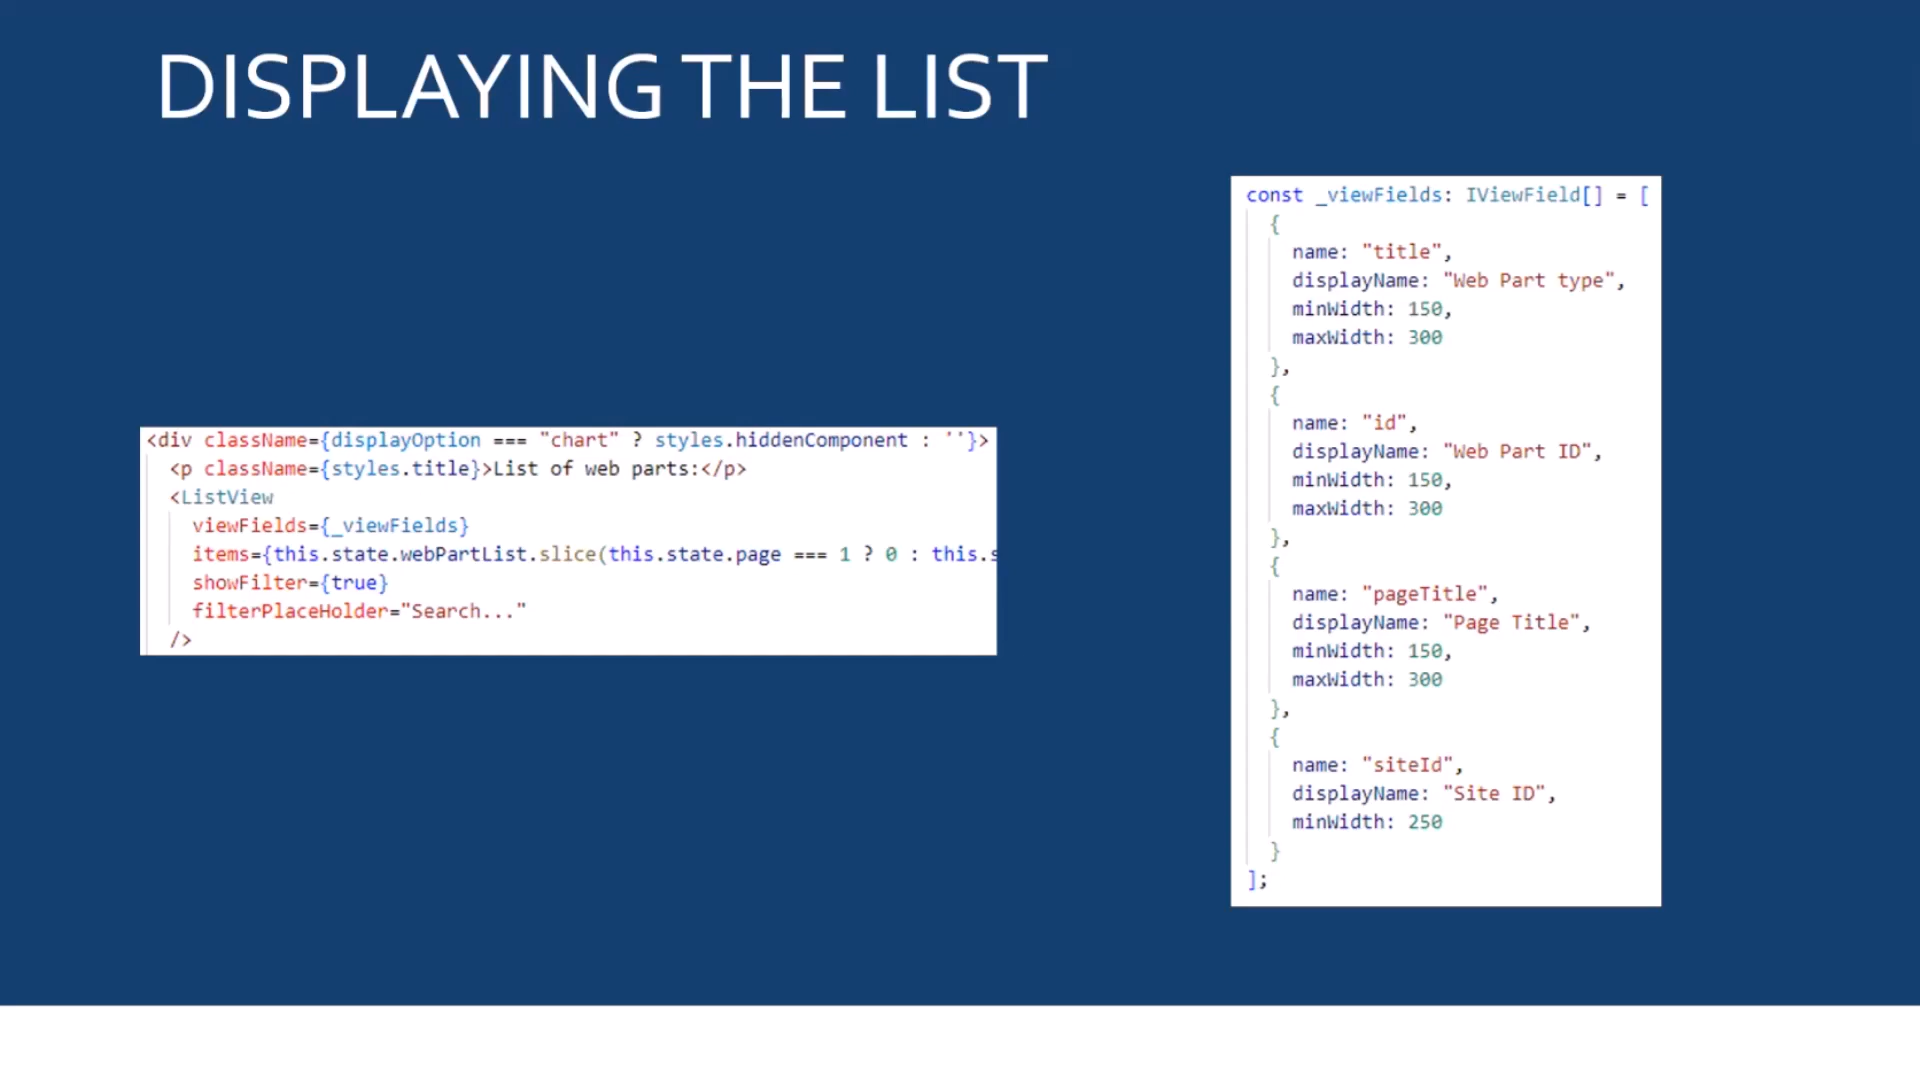 DISPLAYING THE LIST
<div className={displayOption === "chart" ? styles.hiddenComponent : ''}>
<p className={styles.title}>List of web parts:</p>
<ListView
viewFields={_viewFields}
items={this.state.webPartList.slice(this.state.page === 1 ? 0 : this.s
showFilter={true}
filterPlaceHolder="Search..."
/>
const _viewFields: IViewField[] = [
{
name: "title",
displayName: "Web Part type",
minWidth: 150,
maxWidth: 300
},
{
name: "id",
displayName: "Web Part ID",
minWidth: 150,
maxWidth: 300
},
{
name: "pageTitle",
displayName: "Page Title",
minWidth: 150,
maxWidth: 300
},
{
name: "siteId",
displayName: "Site ID",
minWidth: 250
}
];